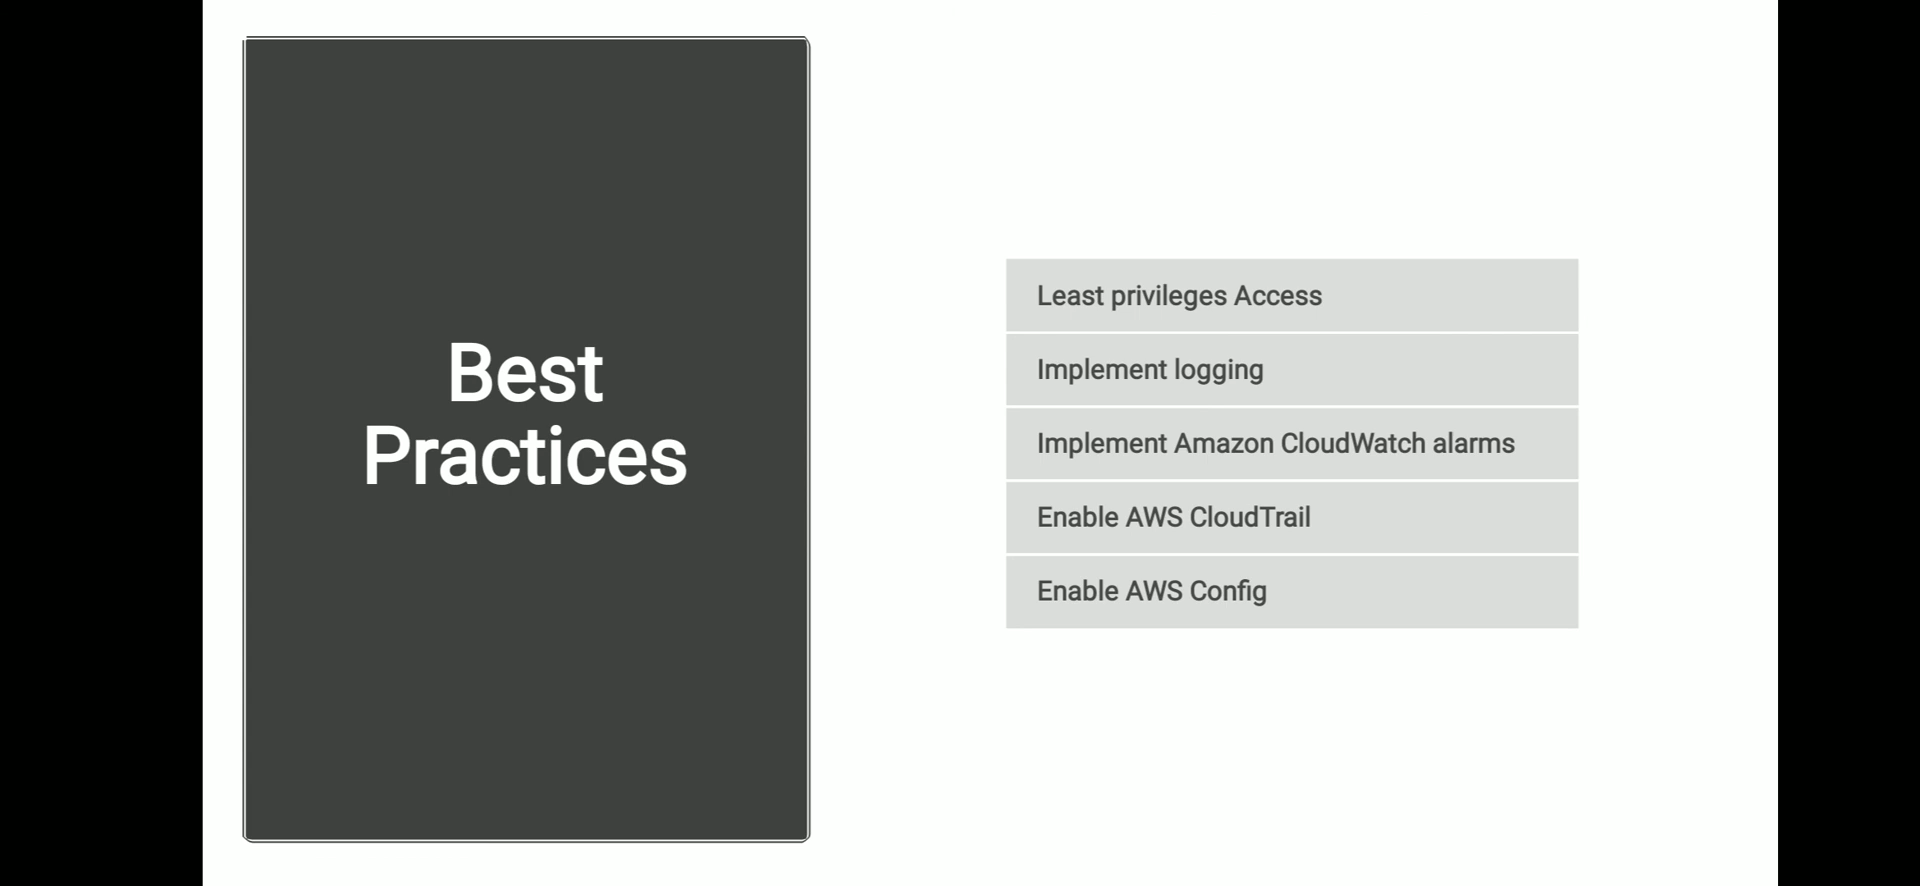 Best
Practices
Least privileges Access
Implement logging
Implement Amazon CloudWatch alarms
Enable AWS CloudTrail
Enable AWS Config